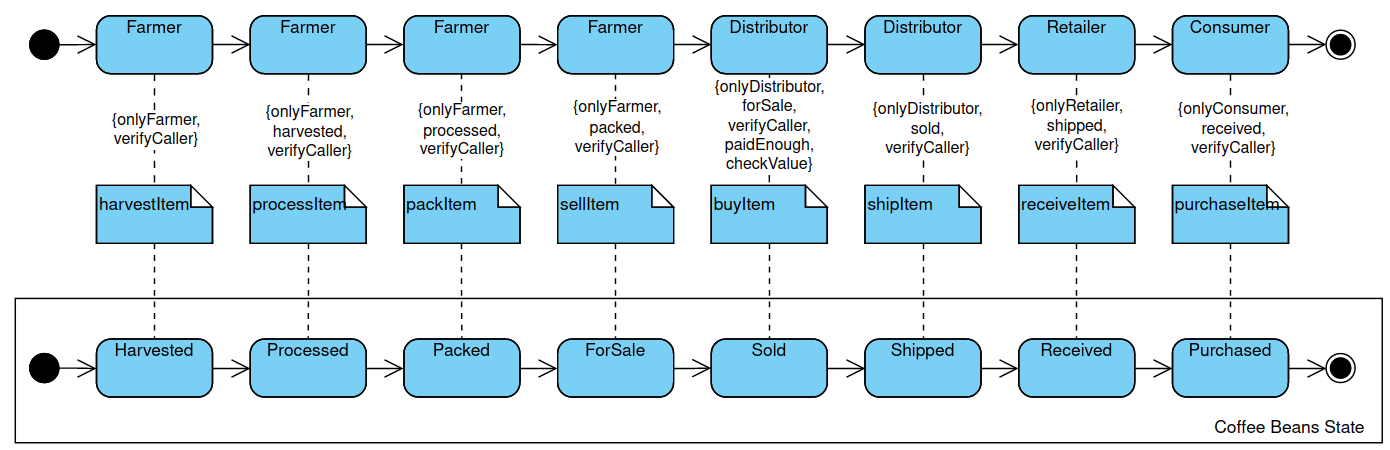 Farmer
Farmer
Farmer
Farmer
Distributor
Distributor
Retailer
Consumer
{onlyFarmer,
verifyCaller}
{onlyFarmer,
harvested,
verifyCaller}
{onlyFarmer,
processed,
verifyCaller}
{onlyFarmer,
packed,
verifyCaller}
{onlyDistributor,
forSale,
verifyCaller,
paidEnough,
checkValue}
{onlyDistributor,
sold,
verifyCaller}
{onlyRetailer,
shipped,
verifyCaller}
{onlyConsumer,
received,
verifyCaller}
harvestItem
processItem
packItem
sellItem
buyItem
shipItem
receiveItem
purchaseItem
Harvested
Processed
Packed
ForSale
Sold
Shipped
Received
Purchased
Coffee Beans State